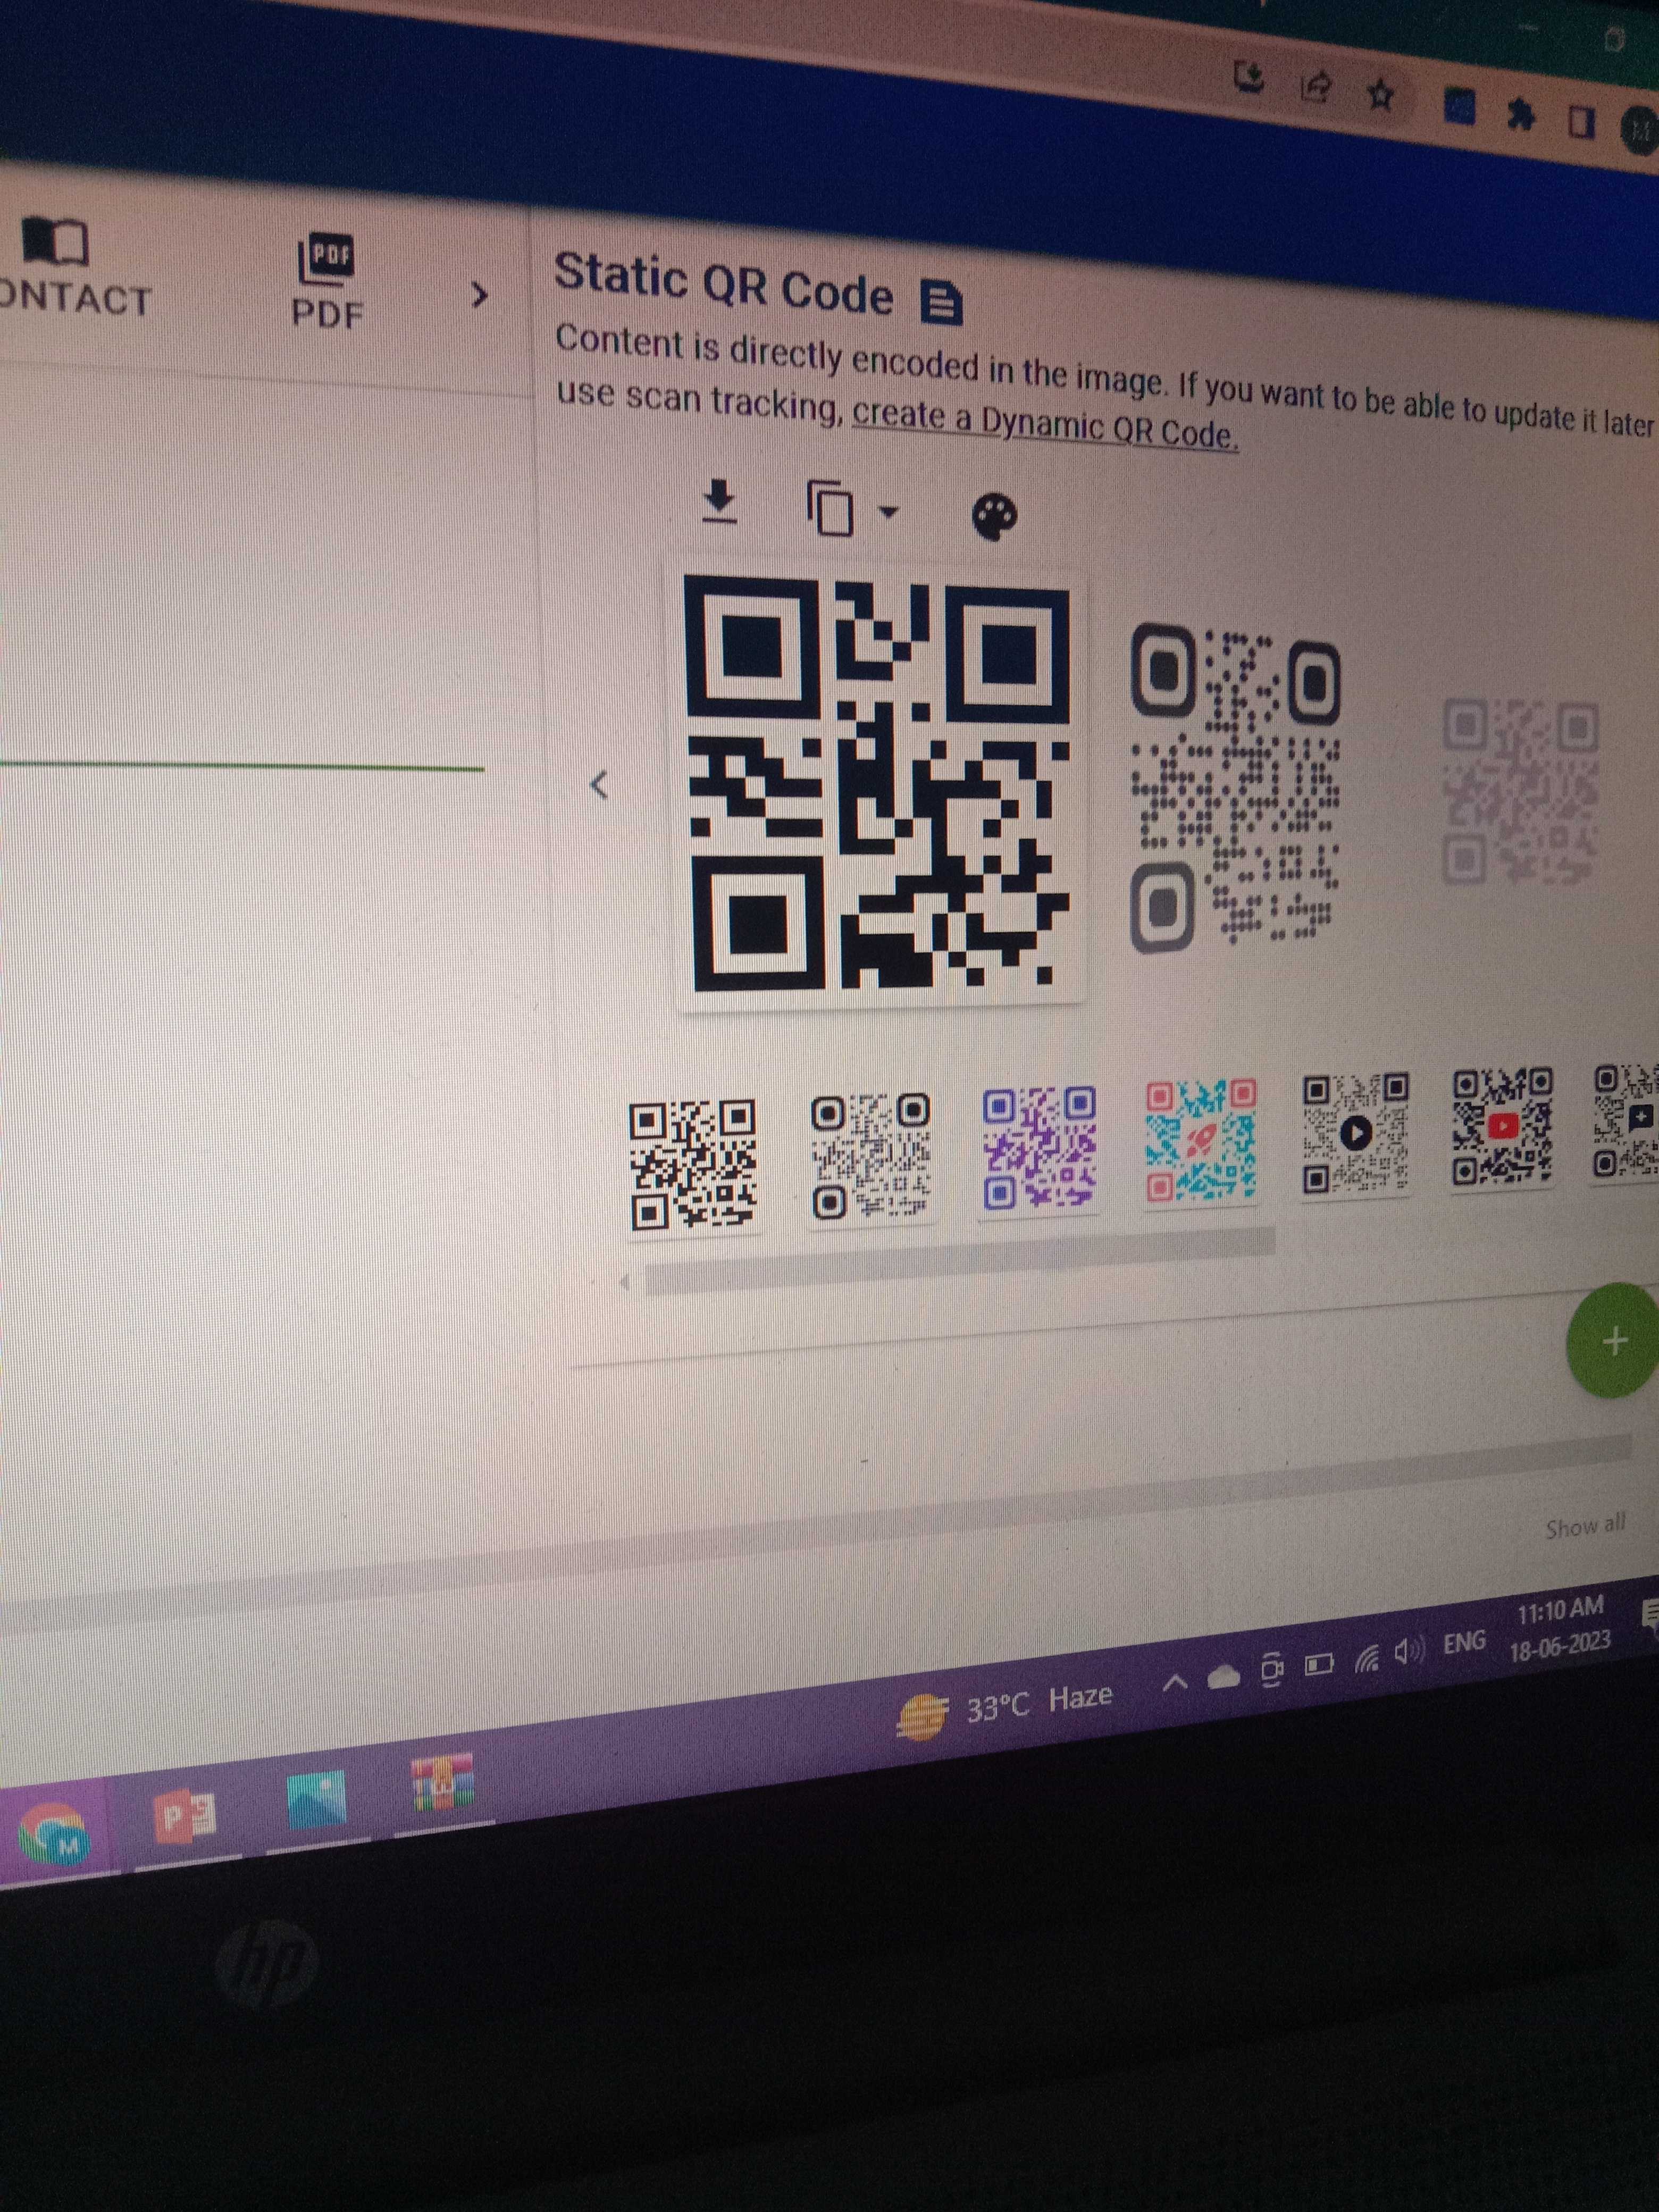 ONTACT
PDF
PDF
Static QR Code
Content is directly encoded in the image. If you want to be able to update it later
use scan tracking, create a Dynamic QR Code.
Show all
33°C Haze
ENG
11:10 AM
18-06-2023
P
M
hp